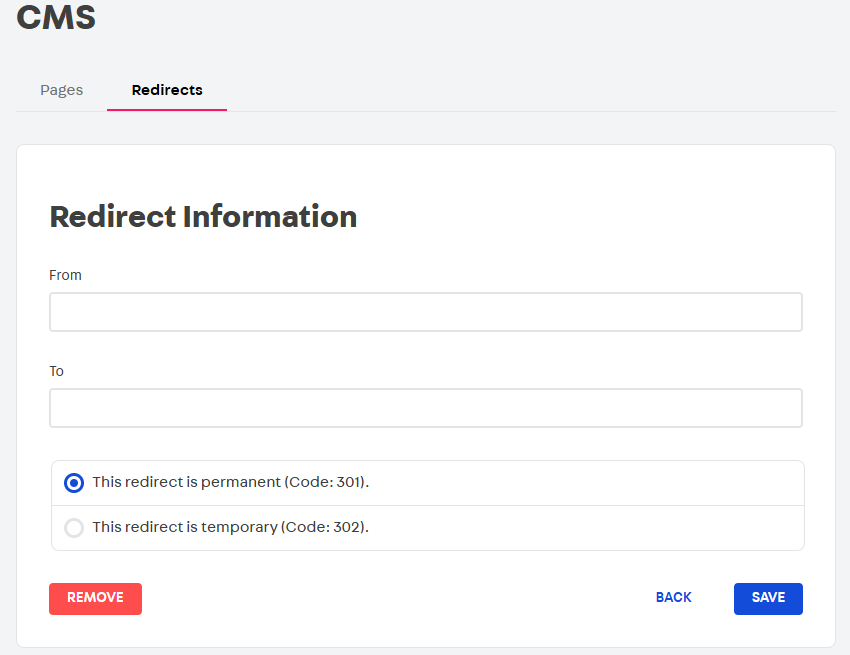 CMS
Pages Redirects
Redirect Information
From
To
This redirect is permanent (Code: 301).
This redirect is temporary (Code: 302).
REMOVE BACK SAVE